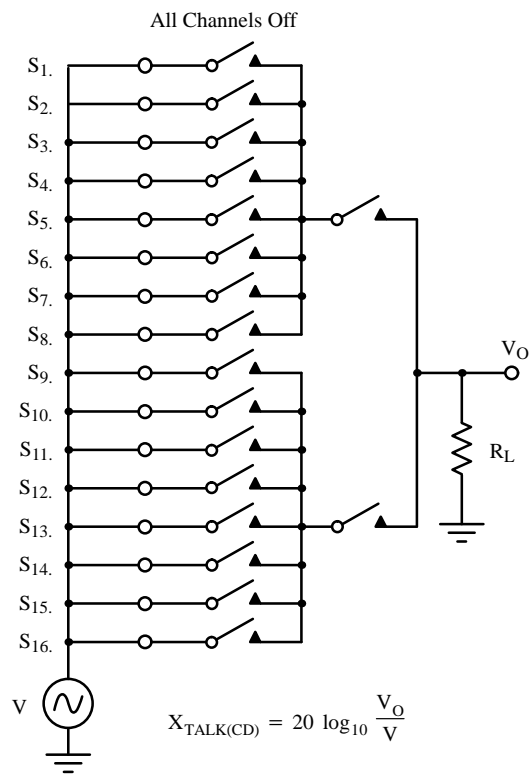 All Channels Off
S1.
S2.
S3.
S4.
S5.
S6.
S7.
S8.
S9.
S10.
S11.
S12.
S13.
S14.
S15.
S16.
VO
RL
V
XTALK(CD) = 20 log10 VO/V